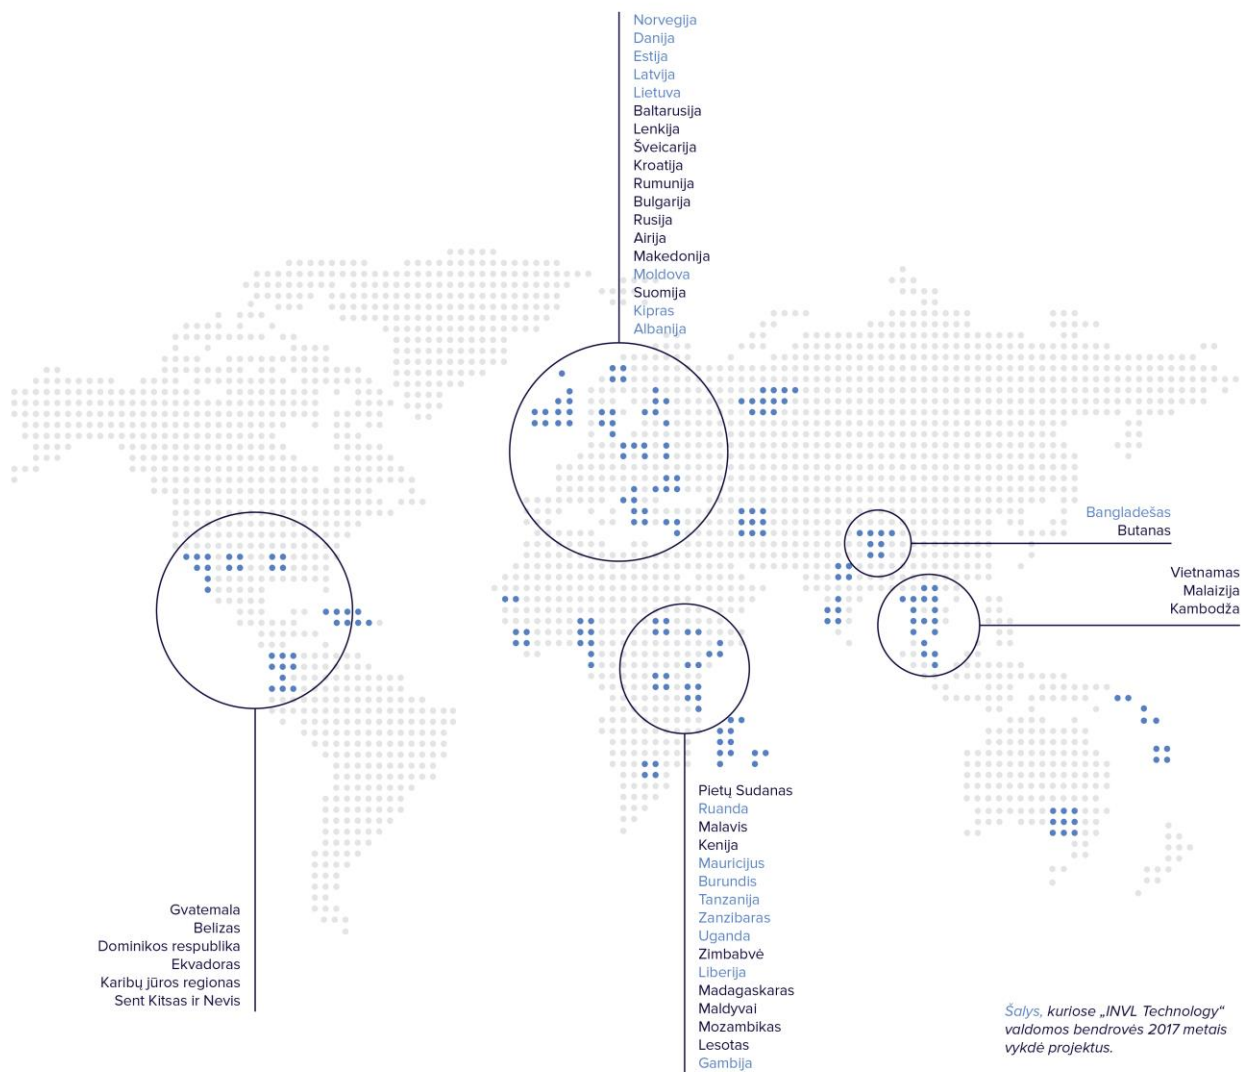 Norvegija
Danija
Estija
Latvija
Lietuva
Baltarusija
Lenkija
Šveicarija
Kroatija
Rumunija
Bulgarija
Rusija
Airija
Makedonija
Moldova
Suomija
Kipras
Albanija
Bangladešas
Butanas
Vietnamas
Malaizija
Kambodža
Pietų Sudanas
Ruanda
Malavis
Kenija
Mauricijus
Burundis
Tanzanija
Zanzibaras
Uganda
Zimbabvė
Liberija
Madagaskaras
Maldyvai
Mozambikas
Lesotas
Gambija
Gvatemala
Belizas
Dominikos respublika
Ekvadoras
Karibų jūros regionas
Sent Kitsas ir Nevis
Šalys, kuriose „INVL Technology“
valdomos bendrovės 2017 metais
vykdė projektus.